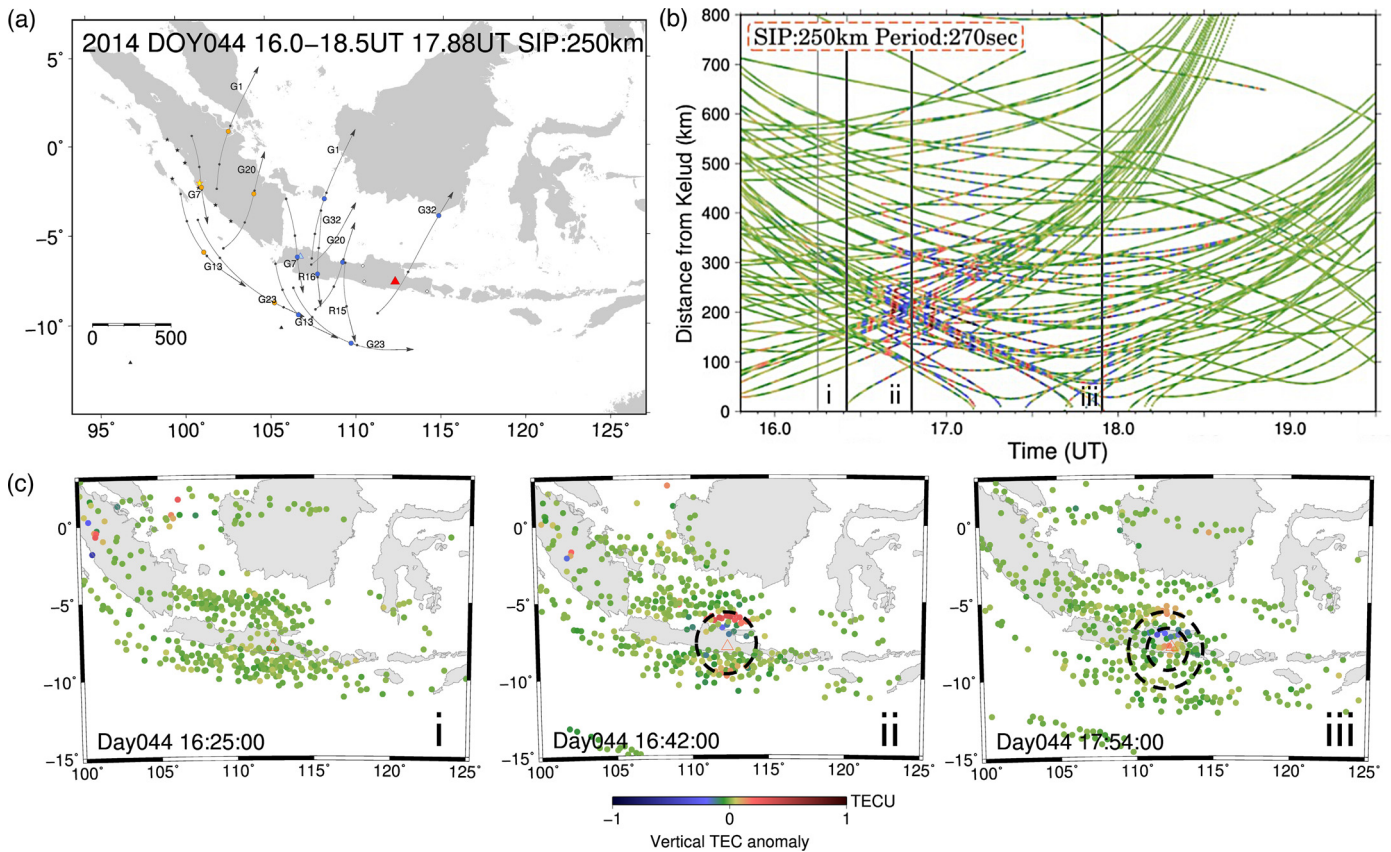 (a)
2014 DOY044 16.0−18.5UT 17.88UT SIP:250km
5°
0°
−5°
−10°
G1
G20
G7
G13
G23
G1
G32
G20
G7
R16
G13
R15
G23
G32
0 500
95° 100° 105° 110° 115° 120° 125°
(b)
SIP:250km Period:270sec
Distance from Kelud (km)
800
700
600
500
400
300
200
100
0
i ii iii
16.0 17.0 18.0 19.0
Time (UT)
(c)
0°
−5°
−10°
−15°
Day044 16:25:00
i
100° 105° 110° 115° 120° 125°
0°
−5°
−10°
−15°
Day044 16:42:00
ii
100° 105° 110° 115° 120° 125°
0°
−5°
−10°
−15°
Day044 17:54:00
iii
100° 105° 110° 115° 120° 125°
TECU
−1 0 1
Vertical TEC anomaly